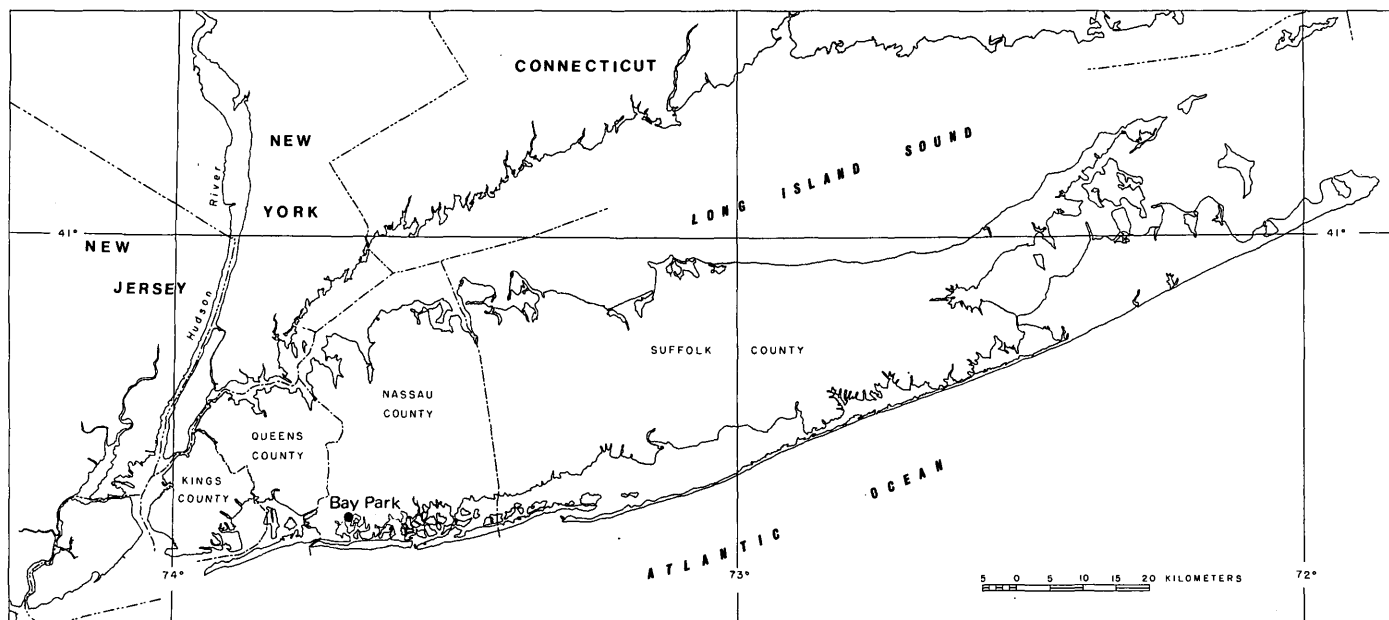 CONNECTICUT
NEW
YORK
River
LONG ISLAND SOUND
41°
41°
NEW
JERSEY
Hudson
SUFFOLK COUNTY
NASSAU
COUNTY
QUEENS
COUNTY
KINGS
COUNTY
Bay Park
ATLANTIC OCEAN
74°
73°
72°
5 0 5 10 15 20 KILOMETERS